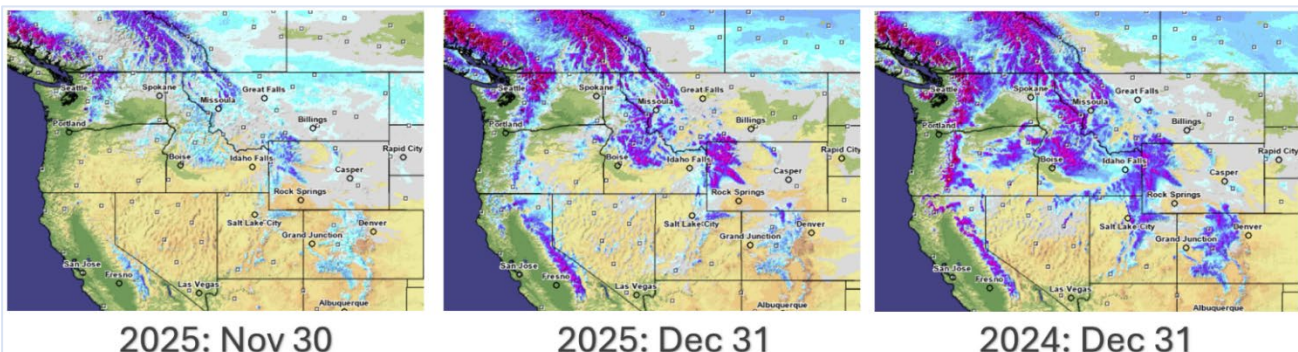 Seattle
Spokane
Great Falls
Missoula
Portland
Billings
Rapid City
Boise
Idaho Falls
Casper
Rock Springs
Salt Lake City
Denver
Grand Junction
San Jose
Fresno
Las Vegas
Albuquerque
2025: Nov 30
Seattle
Spokane
Great Falls
Missoula
Portland
Billings
Rapid City
Boise
Idaho Falls
Casper
Rock Springs
Salt Lake City
Denver
Grand Junction
San Jose
Fresno
Las Vegas
Albuquerque
2025: Dec 31
Seattle
Spokane
Great Falls
Missoula
Portland
Billings
Rapid City
Boise
Idaho Falls
Casper
Rock Springs
Salt Lake City
Denver
Grand Junction
San Jose
Fresno
Las Vegas
Albuquerque
2024: Dec 31